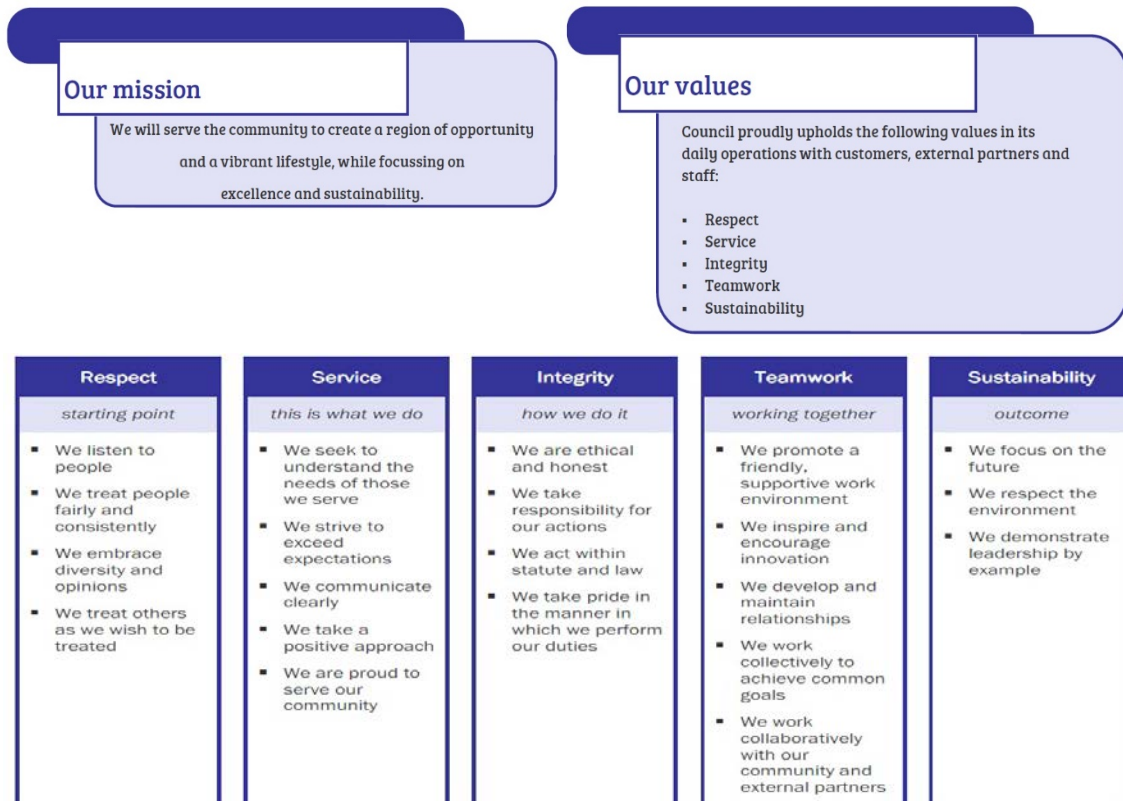 Our mission
We will serve the community to create a region of opportunity
and a vibrant lifestyle, while focussing on
excellence and sustainability.
Our values
Council proudly upholds the following values in its
daily operations with customers, external partners and
staff:
▪ Respect
▪ Service
▪ Integrity
▪ Teamwork
▪ Sustainability
Respect
starting point
▪ We listen to
people
▪ We treat people
fairly and
consistently
▪ We embrace
diversity and
opinions
▪ We treat others
as we wish to be
treated
Service
this is what we do
▪ We seek to
understand the
needs of those
we serve
▪ We strive to
exceed
expectations
▪ We communicate
clearly
▪ We take a
positive approach
▪ We are proud to
serve our
community
Integrity
how we do it
▪ We are ethical
and honest
▪ We take
responsibility for
our actions
▪ We act within
statute and law
▪ We take pride in
the manner in
which we perform
our duties
Teamwork
working together
▪ We promote a
friendly,
supportive work
environment
▪ We inspire and
encourage
innovation
▪ We develop and
maintain
relationships
▪ We work
collectively to
achieve common
goals
▪ We work
collaboratively
with our
community and
external partners
Sustainability
outcome
▪ We focus on the
future
▪ We respect the
environment
▪ We demonstrate
leadership by
example